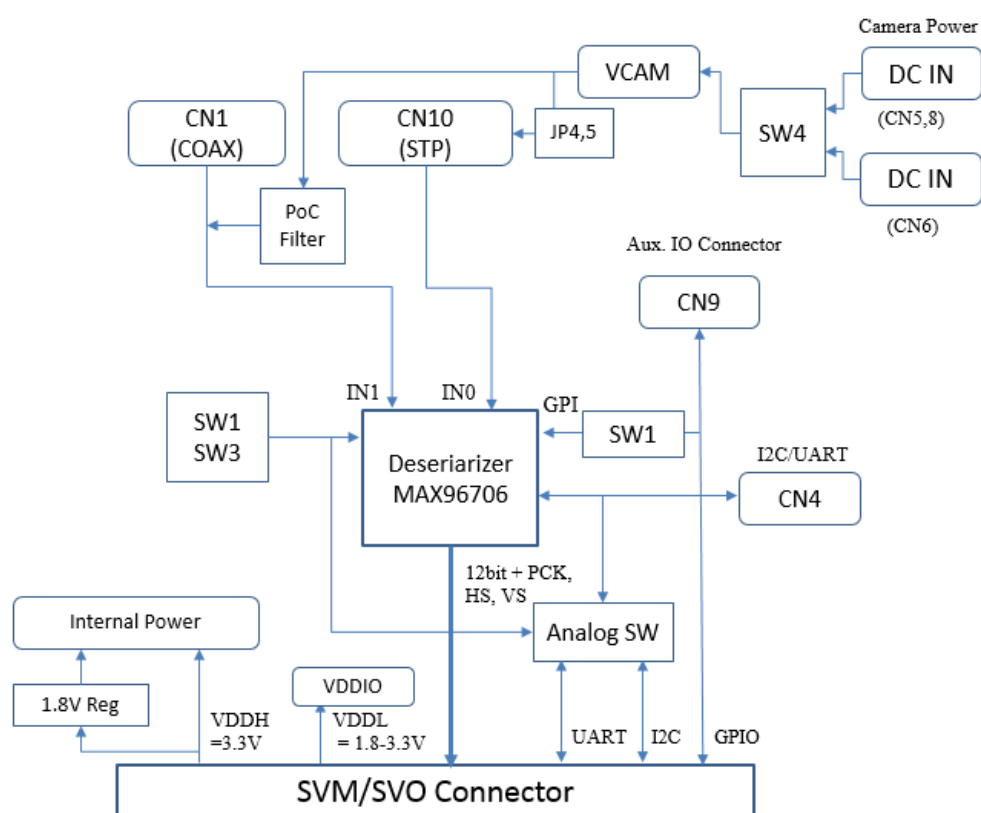 Camera Power
VCAM
DC IN
(CN5,8)
SW4
DC IN
(CN6)
CN1
(COAX)
CN10
(STP)
JP4,5
PoC
Filter
Aux. IO Connector
CN9
IN1
IN0
GPI
SW1
SW3
SW1
Deseriarizer
MAX96706
I2C/UART
CN4
12bit + PCK,
HS, VS
Analog SW
Internal Power
1.8V Reg
VDDH
=3.3V
VDDIO
VDDL
= 1.8-3.3V
UART
I2C
GPIO
SVM/SVO Connector